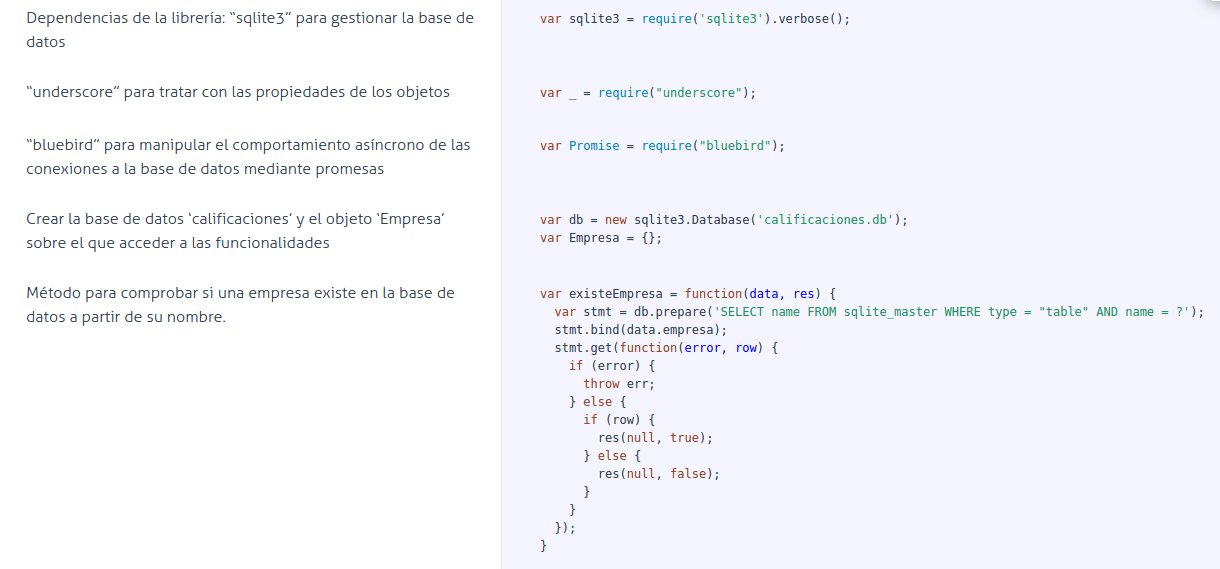 Dependencias de la librería: “sqlite3” para gestionar la base de
datos
var sqlite3 = require('sqlite3').verbose();
“underscore” para tratar con las propiedades de los objetos
var _ = require("underscore");
“bluebird” para manipular el comportamiento asíncrono de las
conexiones a la base de datos mediante promesas
var Promise = require("bluebird");
Crear la base de datos ‘calificaciones’ y el objeto ‘Empresa’
sobre el que acceder a las funcionalidades
var db = new sqlite3.Database('calificaciones.db');
var Empresa = {};
Método para comprobar si una empresa existe en la base de
datos a partir de su nombre.
var existeEmpresa = function(data, res) {
  var stmt = db.prepare('SELECT name FROM sqlite_master WHERE type = "table" AND name = ?');
  stmt.bind(data.empresa);
  stmt.get(function(error, row) {
    if (error) {
      throw err;
    } else {
      if (row) {
        res(null, true);
      } else {
        res(null, false);
      }
    }
  });
}